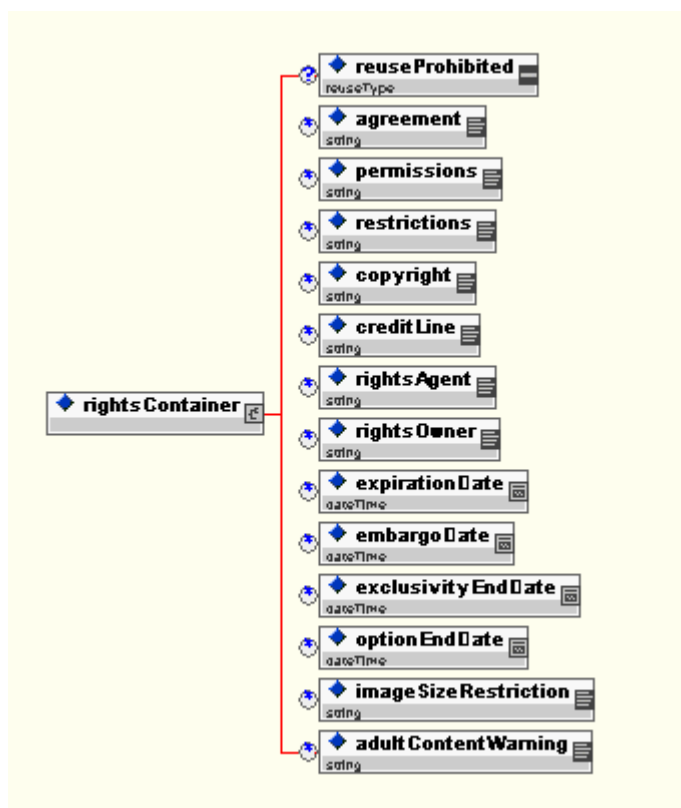 reuseProhibited
reuseType
agreement
string
permissions
string
restrictions
string
copyright
string
creditLine
string
rightsAgent
string
rightsContainer
rightsOwner
string
expirationDate
dateTime
embargoDate
dateTime
exclusivityEndDate
dateTime
optionEndDate
dateTime
imageSizeRestriction
string
adultContentWarning
string